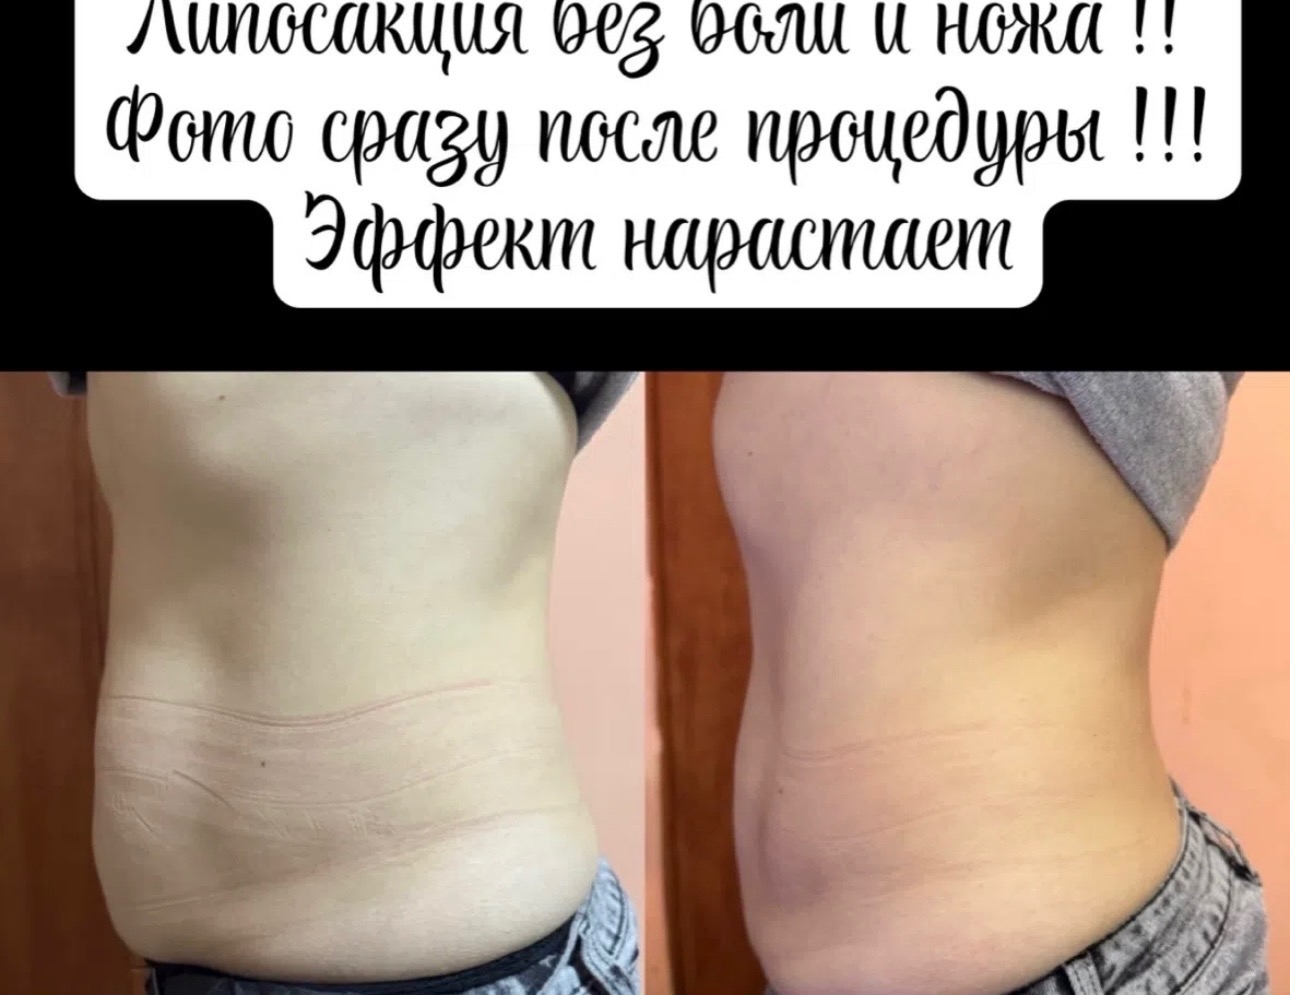 Липосакция без боли и ножа !!
Фото сразу после процедуры !!!
Эффект нарастает